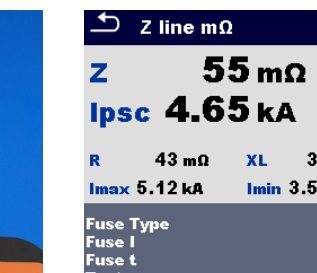 Z line mΩ
Z 55 mΩ
Ipsc 4.65 kA
R 43 mΩ XL 3
Imax 5.12 kA Imin 3.5
Fuse Type
Fuse I
Fuse t